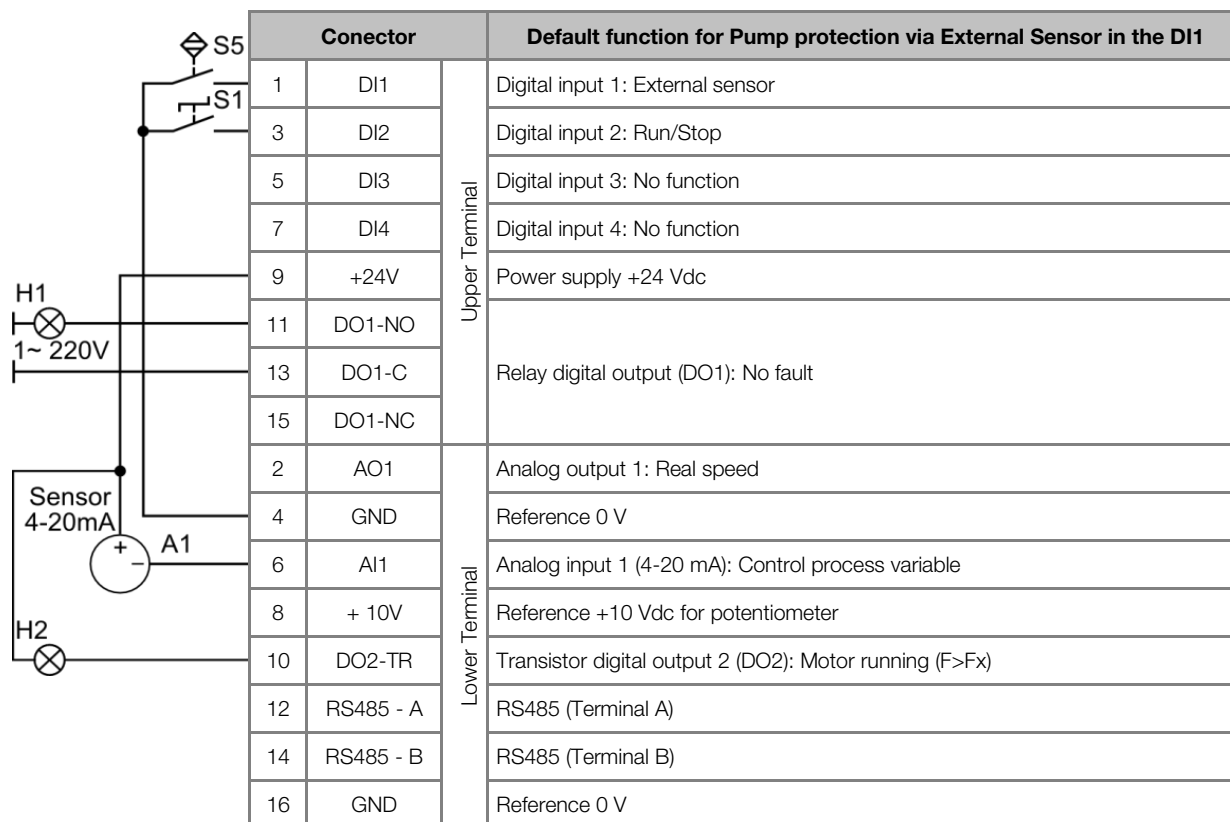 S5
S1
H1
1~ 220V
Sensor
4-20mA
+
-
A1
H2
Conector Default function for Pump protection via External Sensor in the DI1
Upper Terminal
1 DI1 Digital input 1: External sensor
3 DI2 Digital input 2: Run/Stop
5 DI3 Digital input 3: No function
7 DI4 Digital input 4: No function
9 +24V Power supply +24 Vdc
11 DO1-NO
13 DO1-C Relay digital output (DO1): No fault
15 DO1-NC
Lower Terminal
2 AO1 Analog output 1: Real speed
4 GND Reference 0 V
6 AI1 Analog input 1 (4-20 mA): Control process variable
8 + 10V Reference +10 Vdc for potentiometer
10 DO2-TR Transistor digital output 2 (DO2): Motor running (F>Fx)
12 RS485 - A RS485 (Terminal A)
14 RS485 - B RS485 (Terminal B)
16 GND Reference 0 V